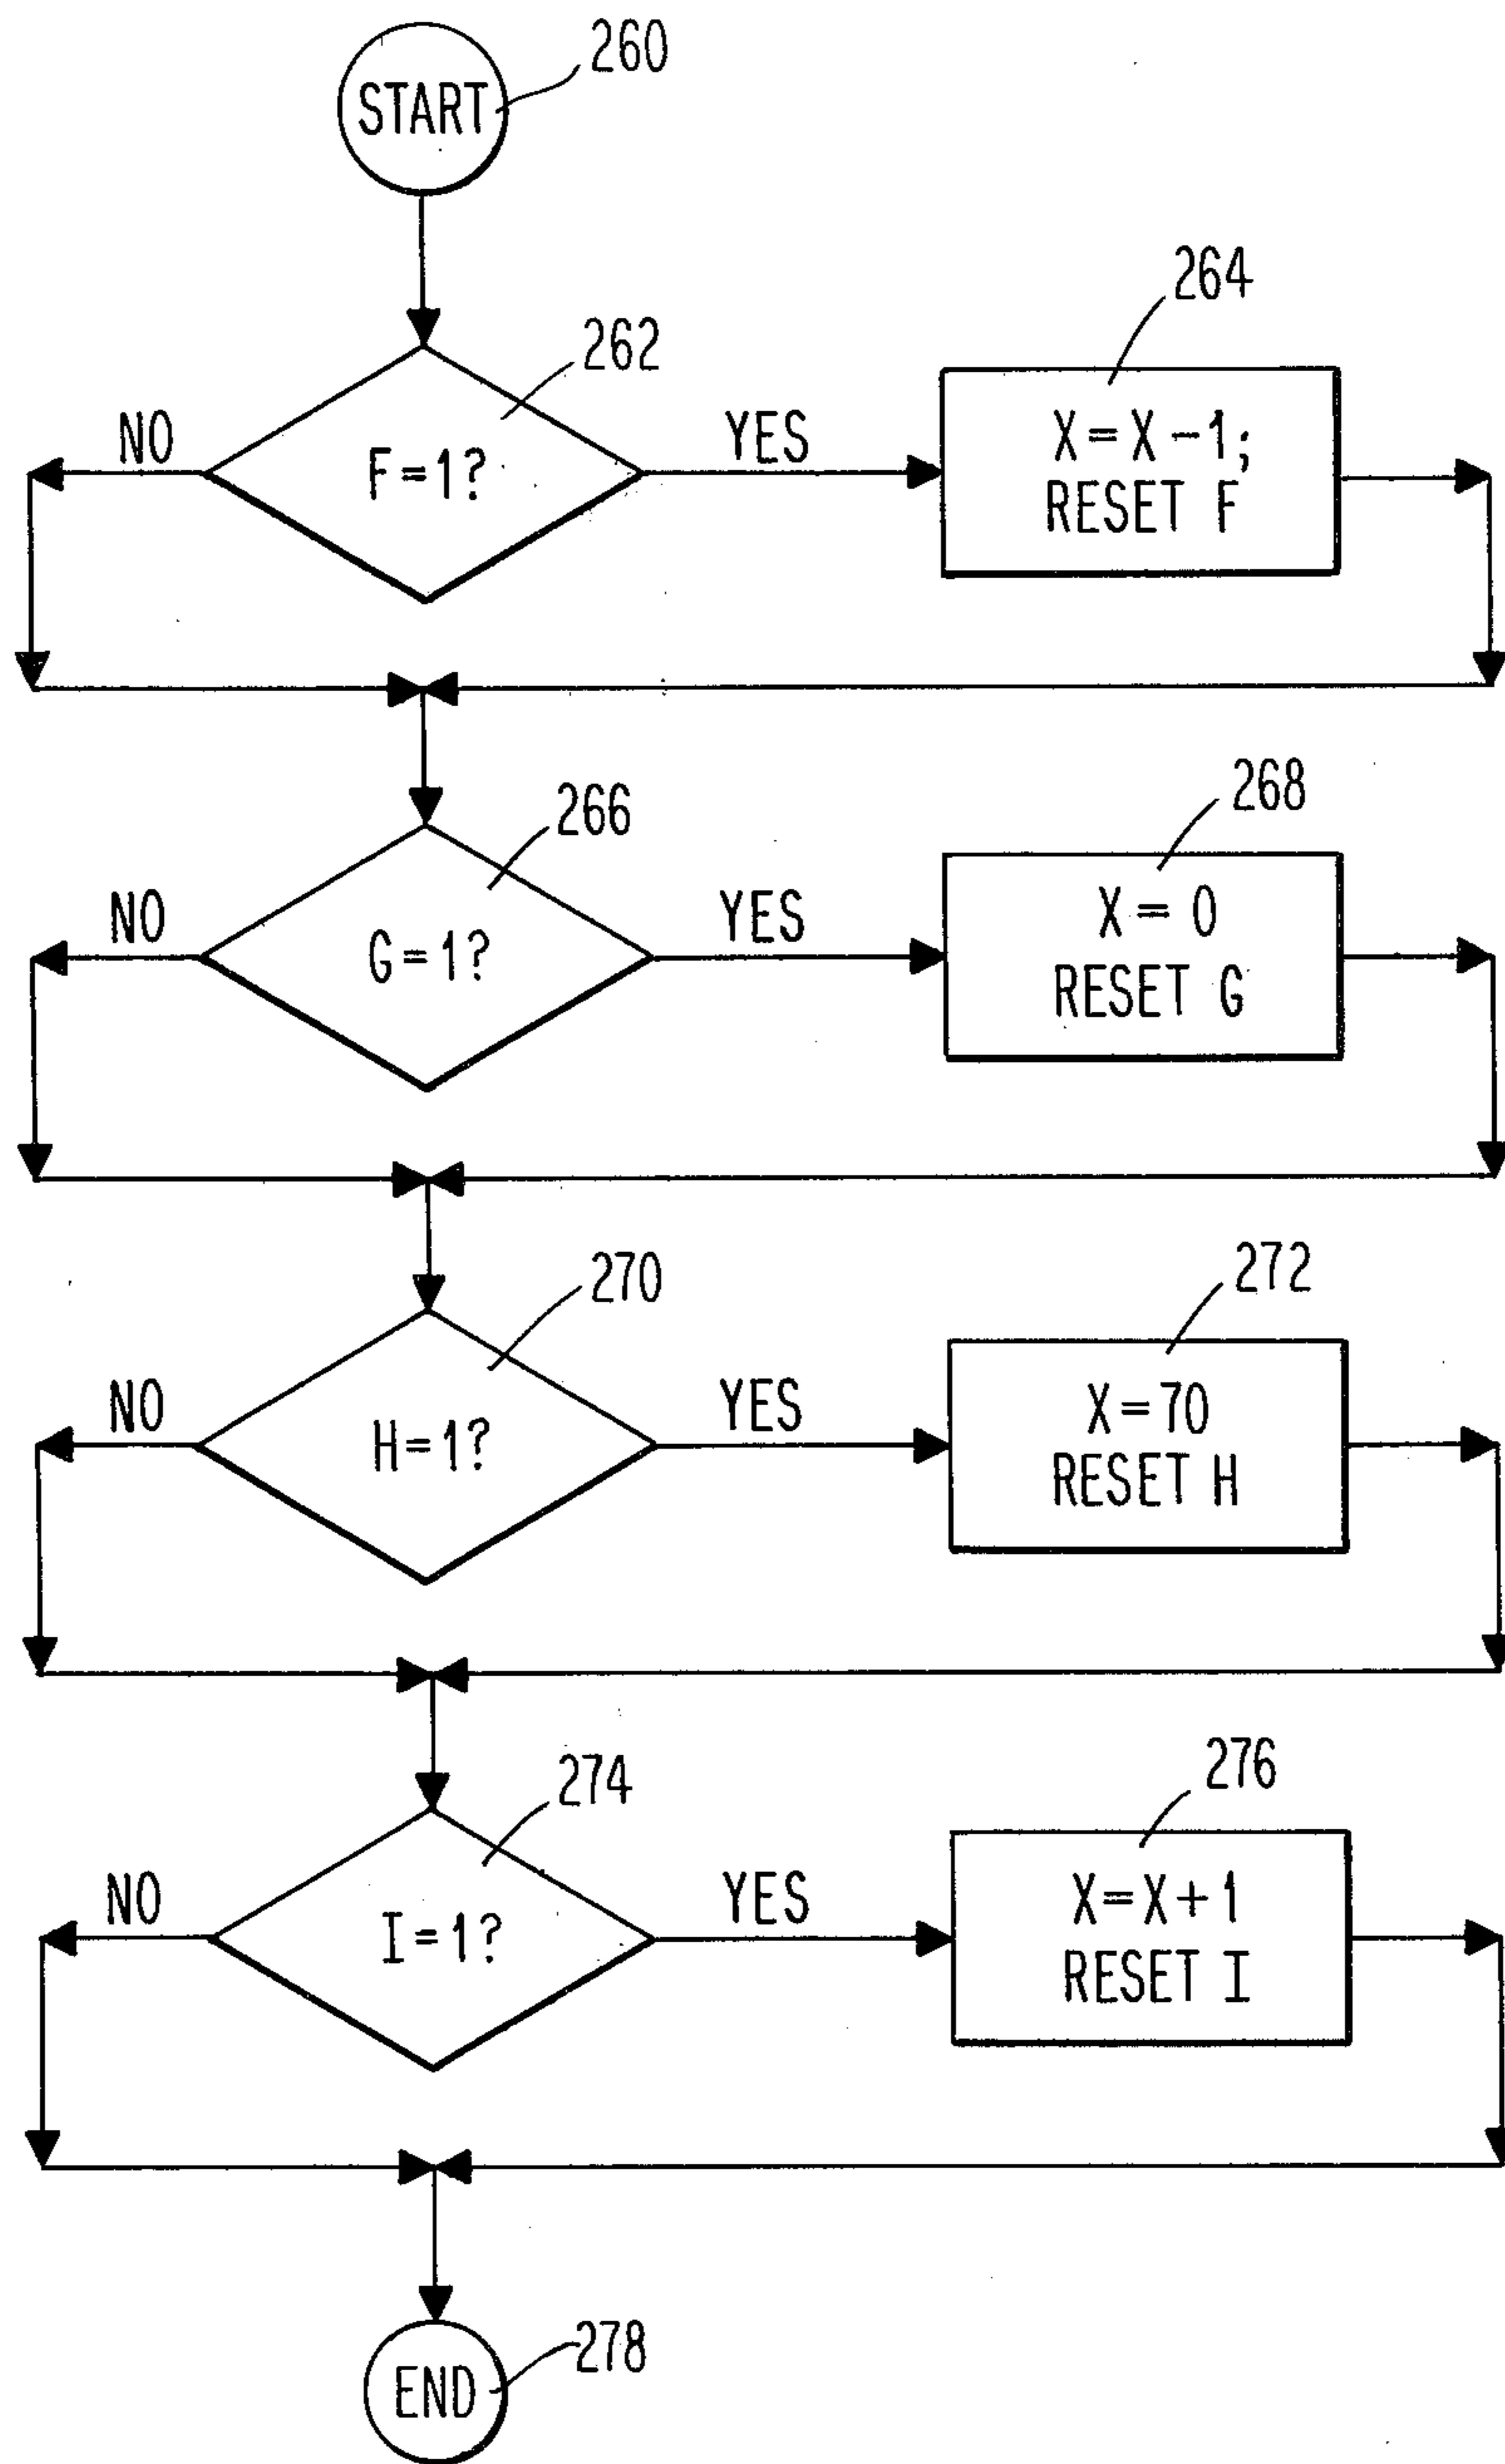 260
START
264
262
NO
YES
F=1?
X=X-1;
RESET F
268
266
NO
YES
G=1?
X=0
RESET G
272
270
NO
YES
H=1?
X=70
RESET H
276
274
NO
YES
I=1?
X=X+1
RESET I
278
END